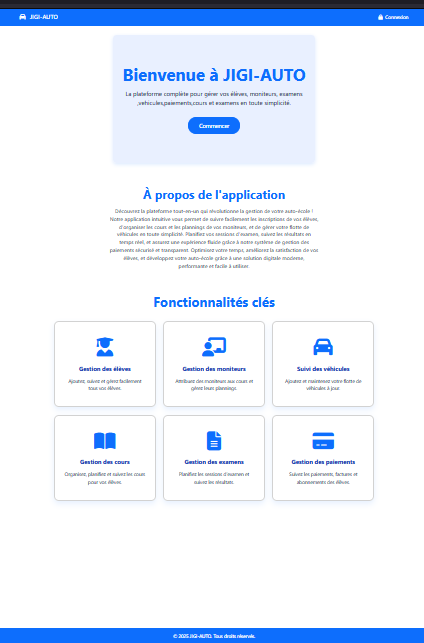 JIGI-AUTO
Connexion
Bienvenue à JIGI-AUTO
La plateforme complète pour gérer vos élèves, moniteurs, examens
,vehicules,paiements,cours et examens en toute simplicité.
Commencer
À propos de l'application
Découvrez la plateforme tout-en-un qui révolutionne la gestion de votre auto-école !
Notre application intuitive vous permet de suivre facilement les inscriptions de vos élèves,
d'organiser les cours et les plannings de vos moniteurs, et de gérer votre flotte de
véhicules en toute simplicité. Planifiez vos sessions d'examen, suivez les résultats en
temps réel, et assurez une expérience fluide grâce à notre système de gestion des
paiements sécurisé et transparent. Optimisez votre temps, améliorez la satisfaction de vos
élèves, et développez votre auto-école grâce à une solution digitale moderne,
performante et facile à utiliser.
Fonctionnalités clés
Gestion des élèves
Ajoutez, suivez et gérez facilement
tous vos élèves.
Gestion des moniteurs
Attribuez des moniteurs aux cours et
gérez leurs plannings.
Suivi des véhicules
Ajoutez et maintenez votre flotte de
véhicules à jour.
Gestion des cours
Organisez, planifiez et suivez les cours
pour vos élèves.
Gestion des examens
Planifiez les sessions d'examen et
suivez les résultats.
Gestion des paiements
Suivez les paiements, factures et
abonnements des élèves.
© 2025 JIGI-AUTO. Tous droits réservés.